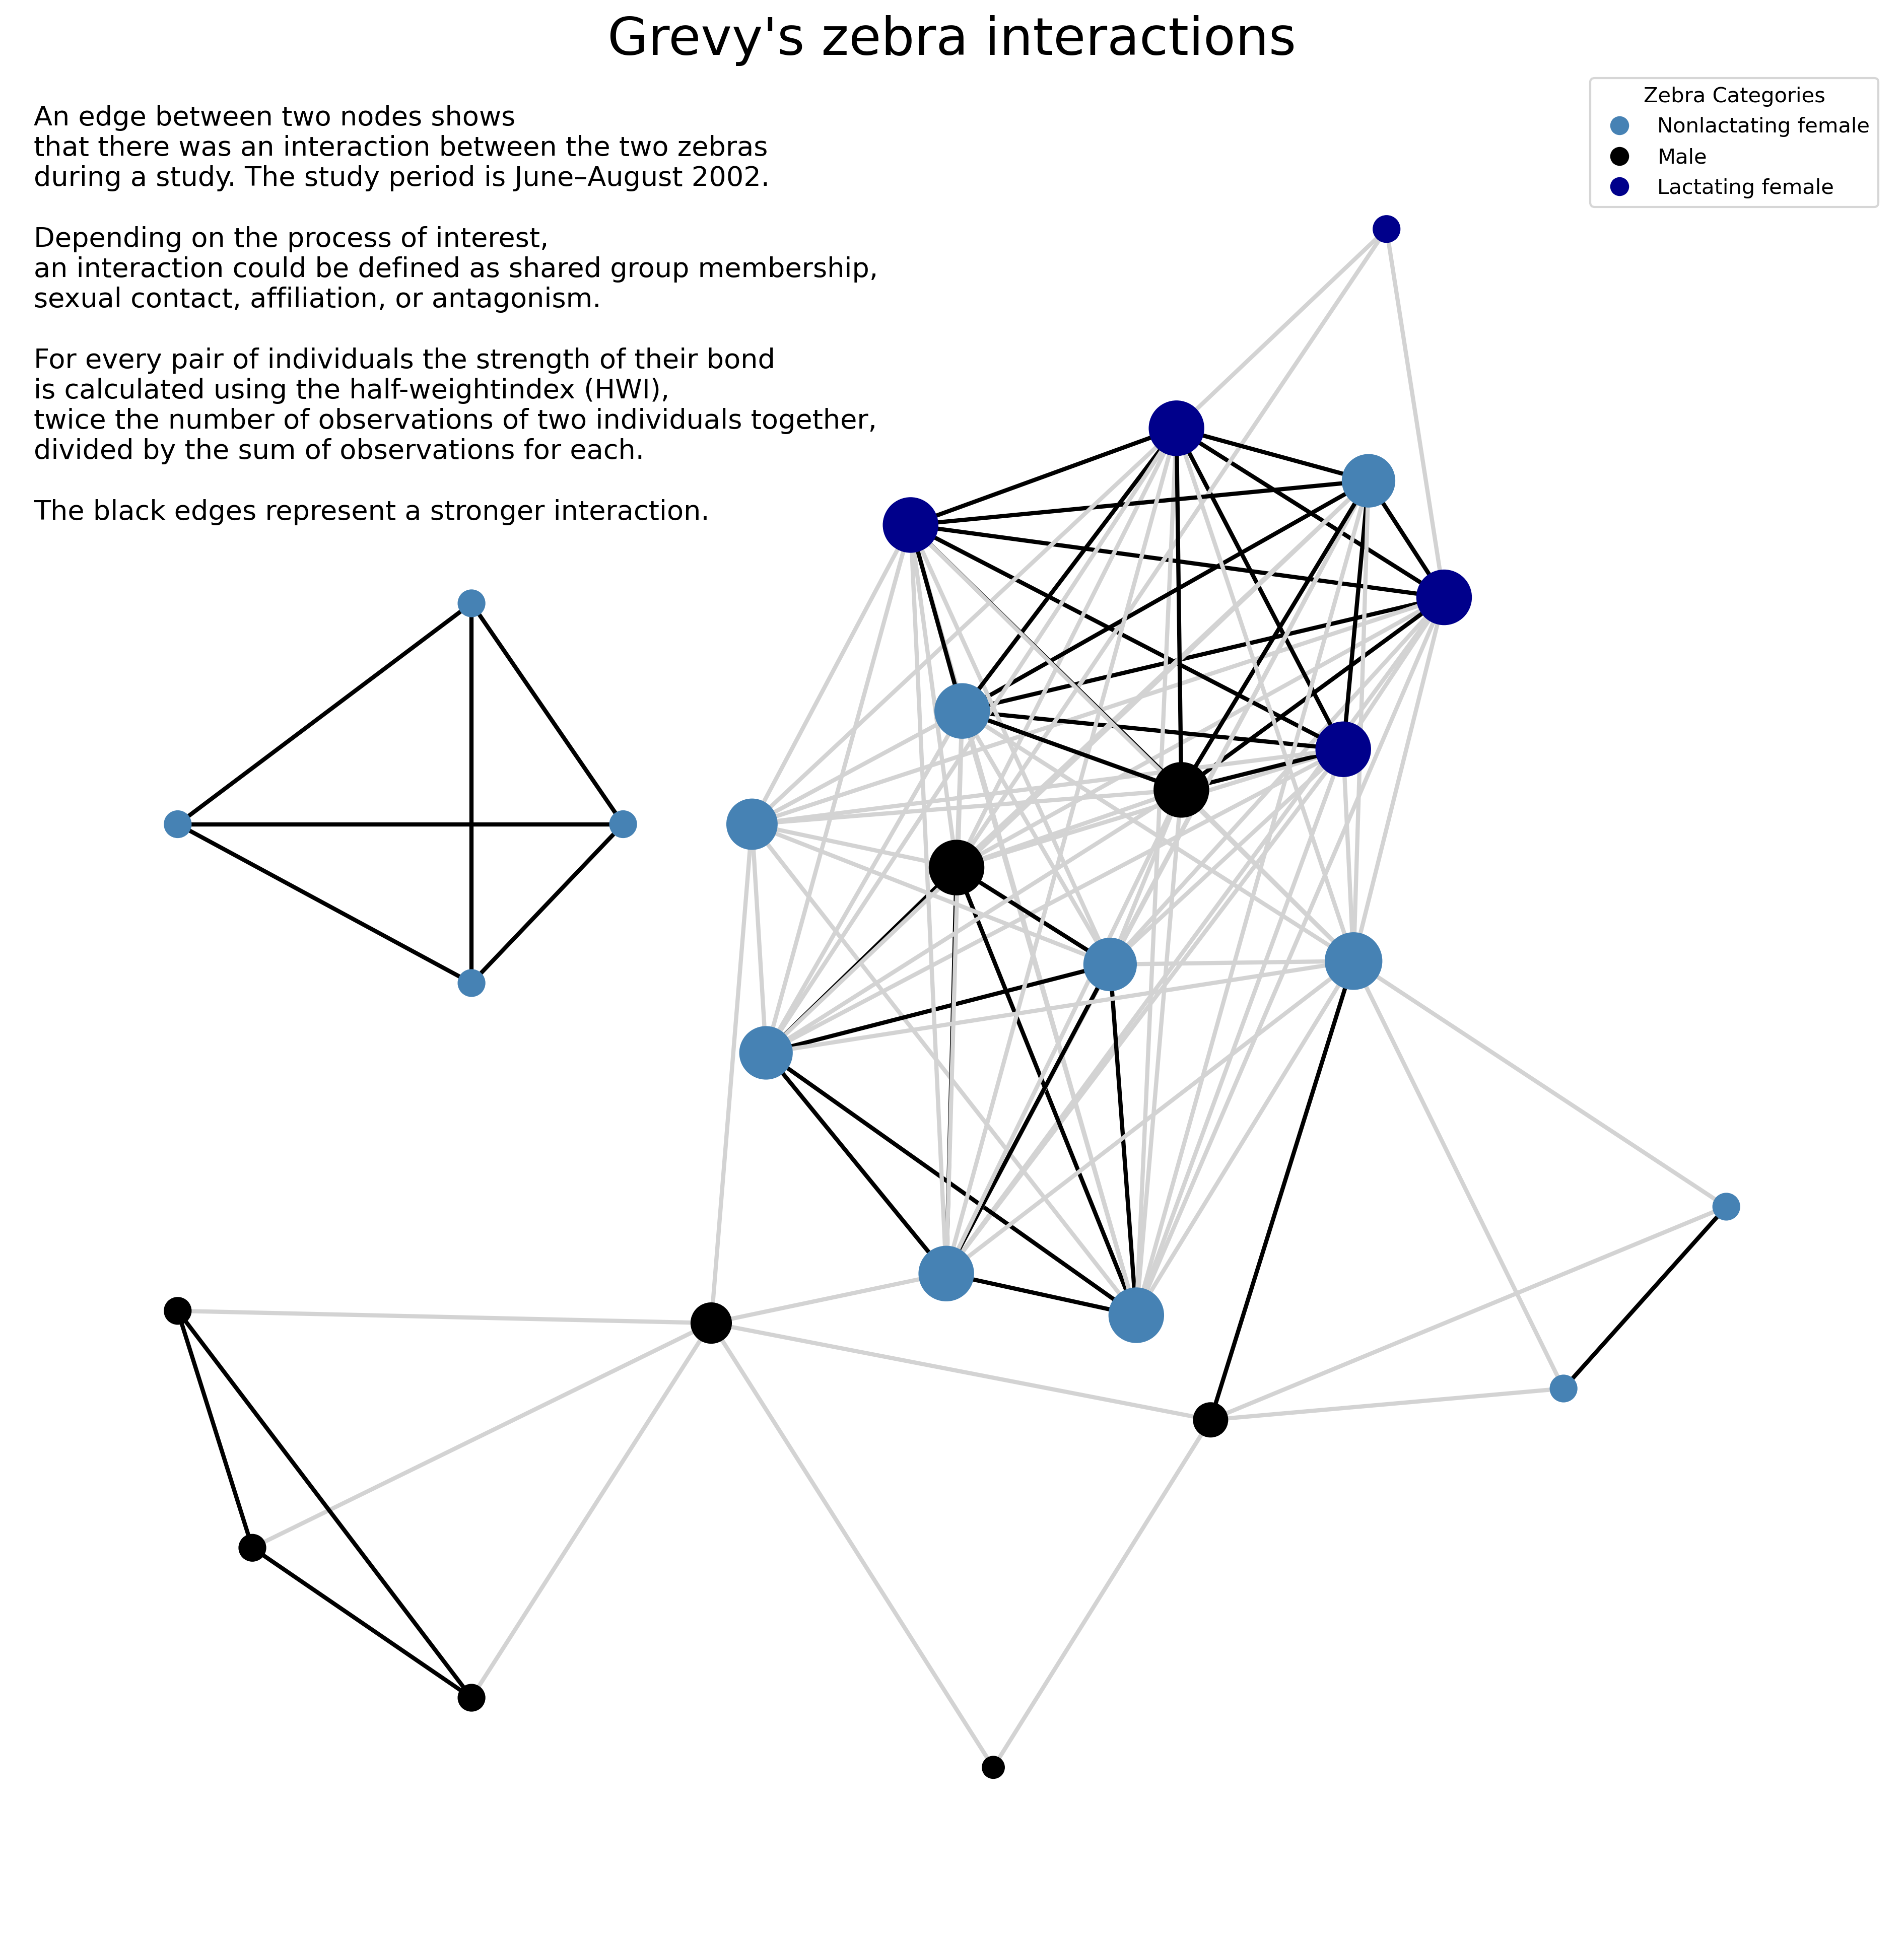 Grevy's zebra interactions
An edge between two nodes shows
that there was an interaction between the two zebras
during a study. The study period is June–August 2002.
Depending on the process of interest,
an interaction could be defined as shared group membership,
sexual contact, affiliation, or antagonism.
For every pair of individuals the strength of their bond
is calculated using the half-weightindex (HWI),
twice the number of observations of two individuals together,
divided by the sum of observations for each.
The black edges represent a stronger interaction.
Zebra Categories
Nonlactating female
Male
Lactating female